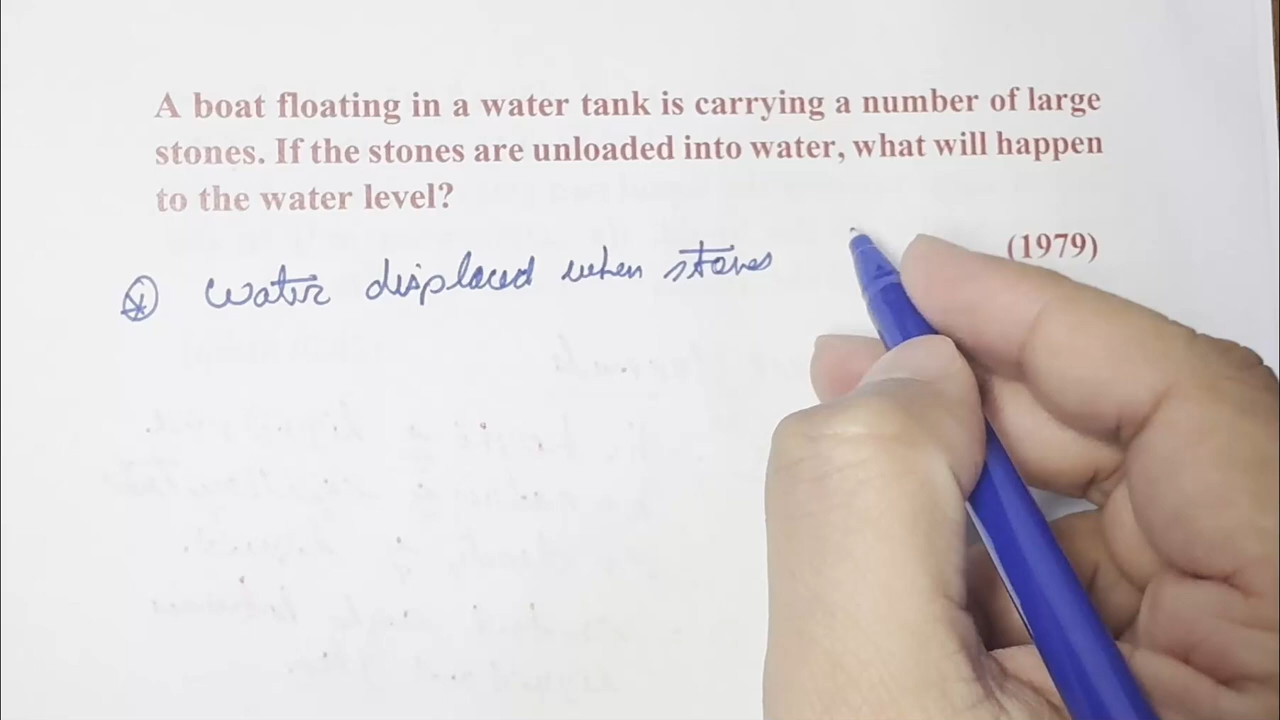 A boat floating in a water tank is carrying a number of large
stones. If the stones are unloaded into water, what will happen
to the water level?
(1979)
water displaced when stones